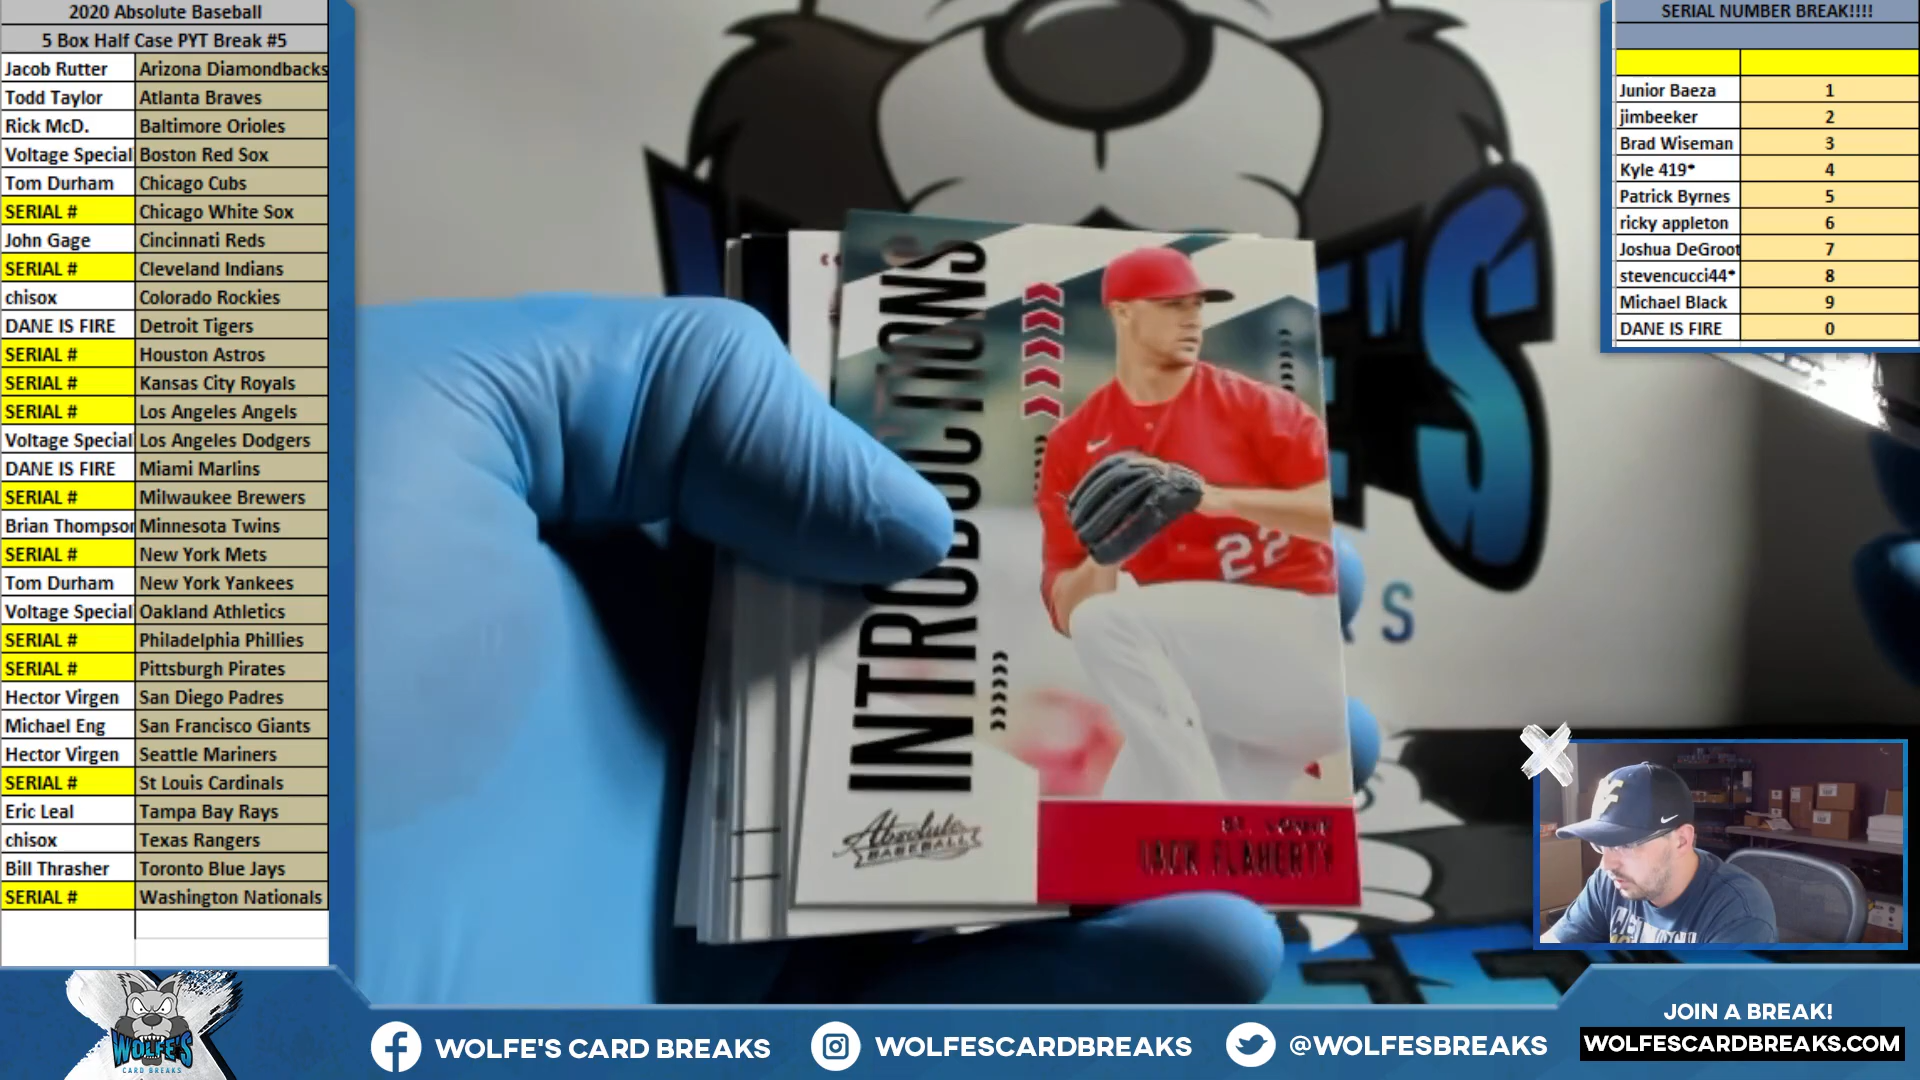 2020 Absolute Baseball
5 Box Half Case PYT Break #5
Jacob Rutter Arizona Diamondbacks
Todd Taylor Atlanta Braves
Rick McD. Baltimore Orioles
Voltage Special Boston Red Sox
Tom Durham Chicago Cubs
SERIAL # Chicago White Sox
John Gage Cincinnati Reds
SERIAL # Cleveland Indians
chisox Colorado Rockies
DANE IS FIRE Detroit Tigers
SERIAL # Houston Astros
SERIAL # Kansas City Royals
SERIAL # Los Angeles Angels
Voltage Special Los Angeles Dodgers
DANE IS FIRE Miami Marlins
SERIAL # Milwaukee Brewers
Brian Thompson Minnesota Twins
SERIAL # New York Mets
Tom Durham New York Yankees
Voltage Special Oakland Athletics
SERIAL # Philadelphia Phillies
SERIAL # Pittsburgh Pirates
Hector Virgen San Diego Padres
Michael Eng San Francisco Giants
Hector Virgen Seattle Mariners
SERIAL # St Louis Cardinals
Eric Leal Tampa Bay Rays
chisox Texas Rangers
Bill Thrasher Toronto Blue Jays
SERIAL # Washington Nationals
INTRODUCTIONS
22
Absolute
BASEBALL
ST. LOUIS
JACK FLAHERTY
SERIAL NUMBER BREAK!!!!
Junior Baeza 1
jimbeeker 2
Brad Wiseman 3
Kyle 419* 4
Patrick Byrnes 5
ricky appleton 6
Joshua DeGroot 7
stevencucci44* 8
Michael Black 9
DANE IS FIRE 0
WOLFE'S
CARD BREAKS
WOLFE'S CARD BREAKS
WOLFESCARDBREAKS
@WOLFESBREAKS
JOIN A BREAK!
WOLFESCARDBREAKS.COM